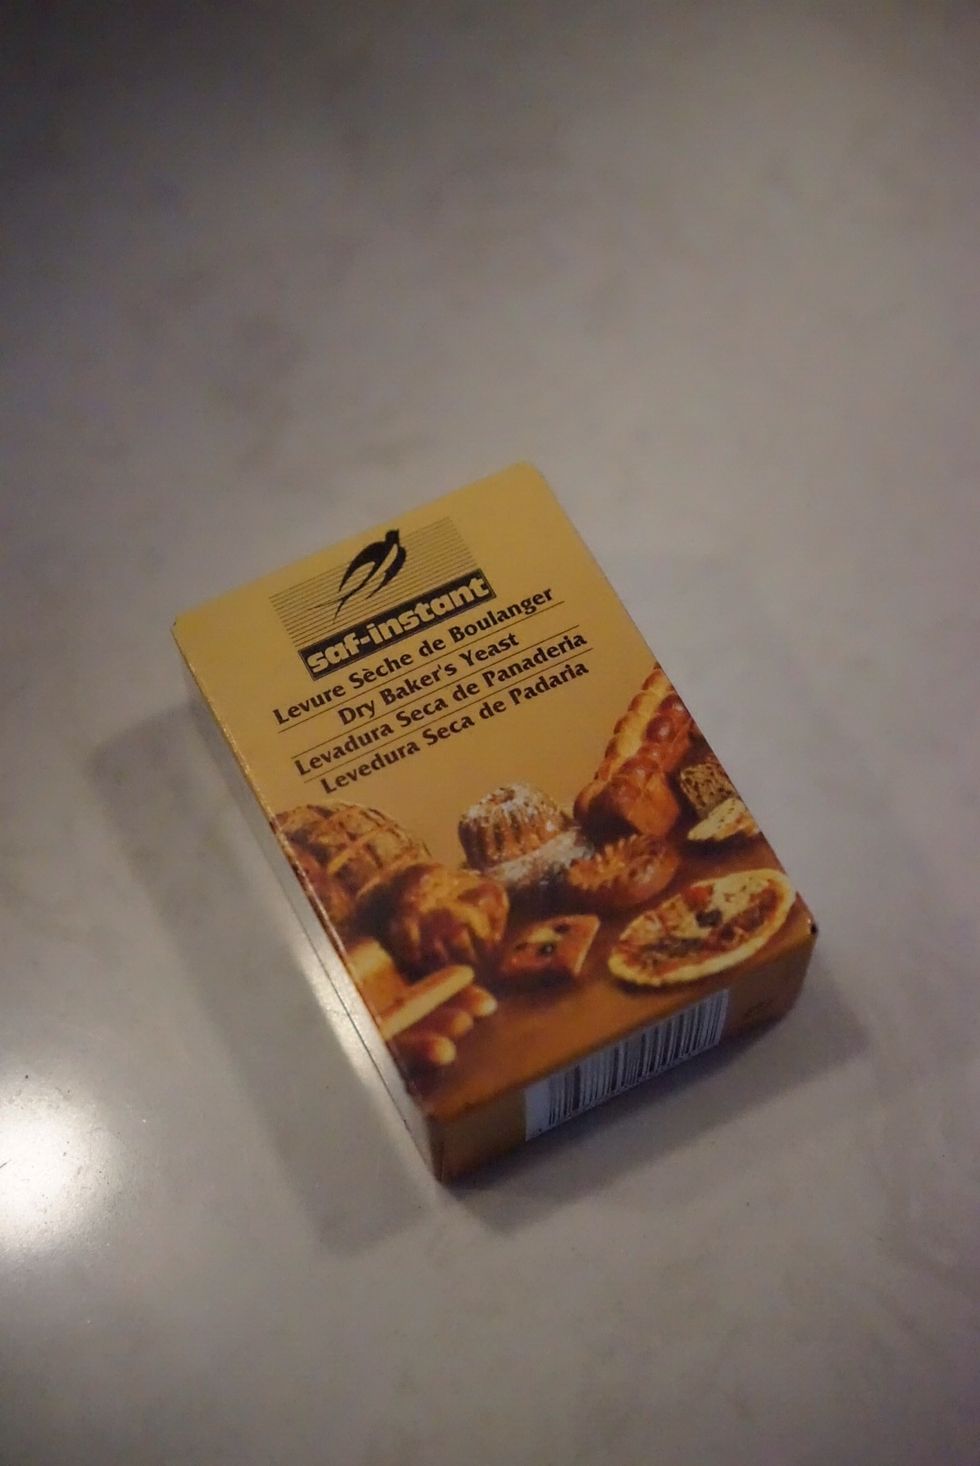 saf-instant
Levure Sèche de Boulanger
Dry Baker's Yeast
Levadura Seca de Panaderia
Levedura Seca de Padaria